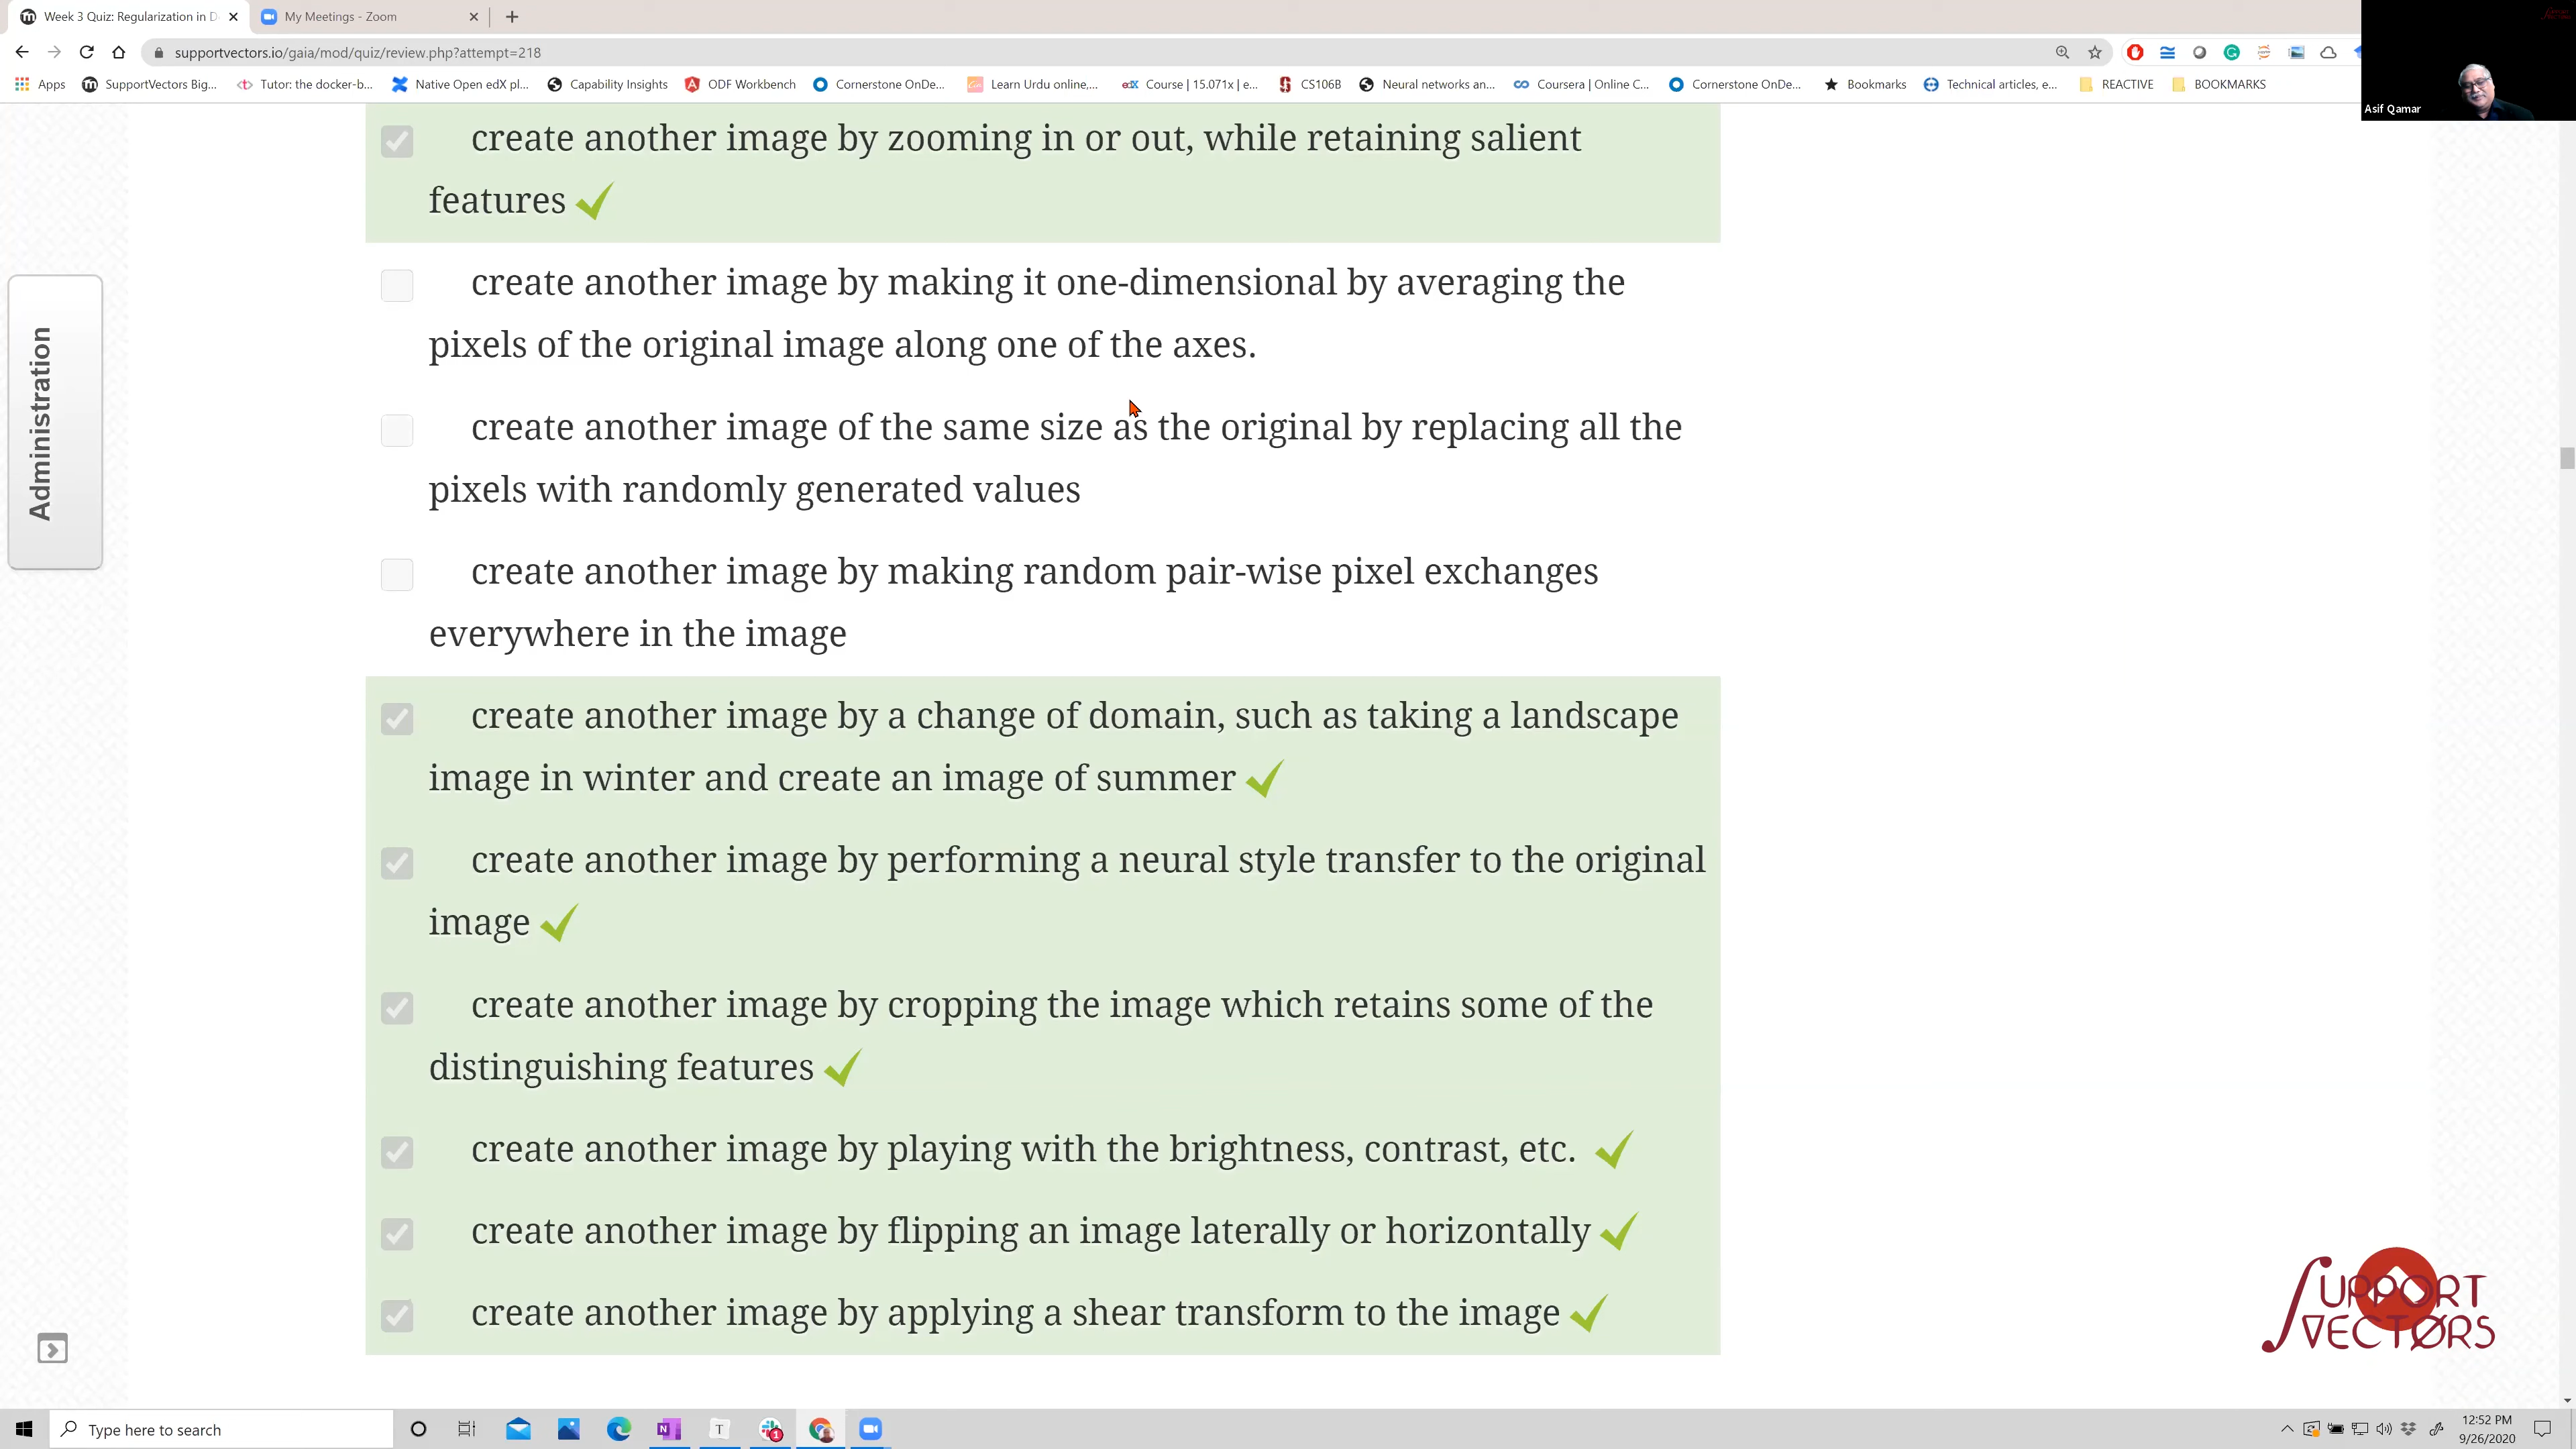 Week 3 Quiz: Regularization in D
My Meetings - Zoom
supportvectors.io/gaia/mod/quiz/review.php?attempt=218
Apps
SupportVectors Big...
Tutor: the docker-b...
Native Open edX pl...
Capability Insights
ODF Workbench
Cornerstone OnDe...
Learn Urdu online,...
Course | 15.071x | e...
CS106B
Neural networks an...
Coursera | Online C...
Cornerstone OnDe...
Bookmarks
Technical articles, e...
REACTIVE
BOOKMARKS
Asif Qamar
Administration
create another image by zooming in or out, while retaining salient
features
create another image by making it one-dimensional by averaging the
pixels of the original image along one of the axes.
create another image of the same size as the original by replacing all the
pixels with randomly generated values
create another image by making random pair-wise pixel exchanges
everywhere in the image
create another image by a change of domain, such as taking a landscape
image in winter and create an image of summer
create another image by performing a neural style transfer to the original
image
create another image by cropping the image which retains some of the
distinguishing features
create another image by playing with the brightness, contrast, etc.
create another image by flipping an image laterally or horizontally
create another image by applying a shear transform to the image
SUPPORT
VECTORS
Type here to search
12:52 PM
9/26/2020